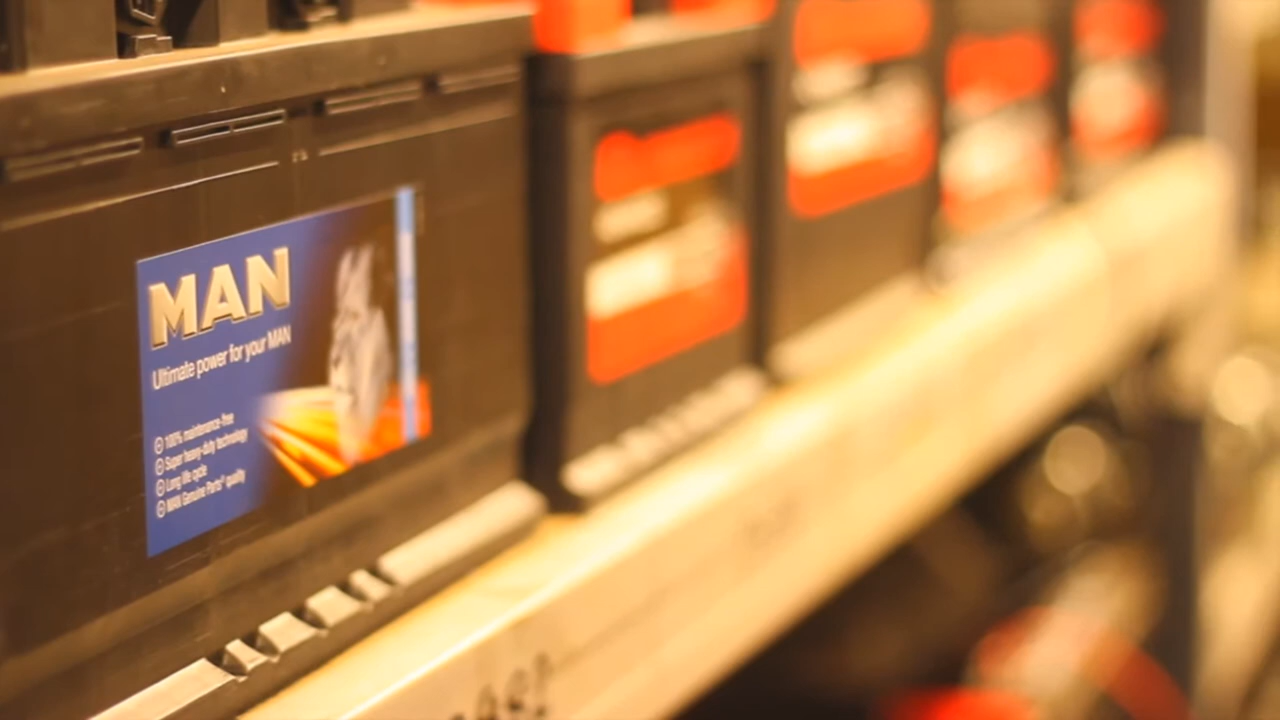 MAN
Ultimate power for your MAN
100% maintenance-free
Super heavy-duty technology
Long life cycle
MAN Genuine Parts® quality